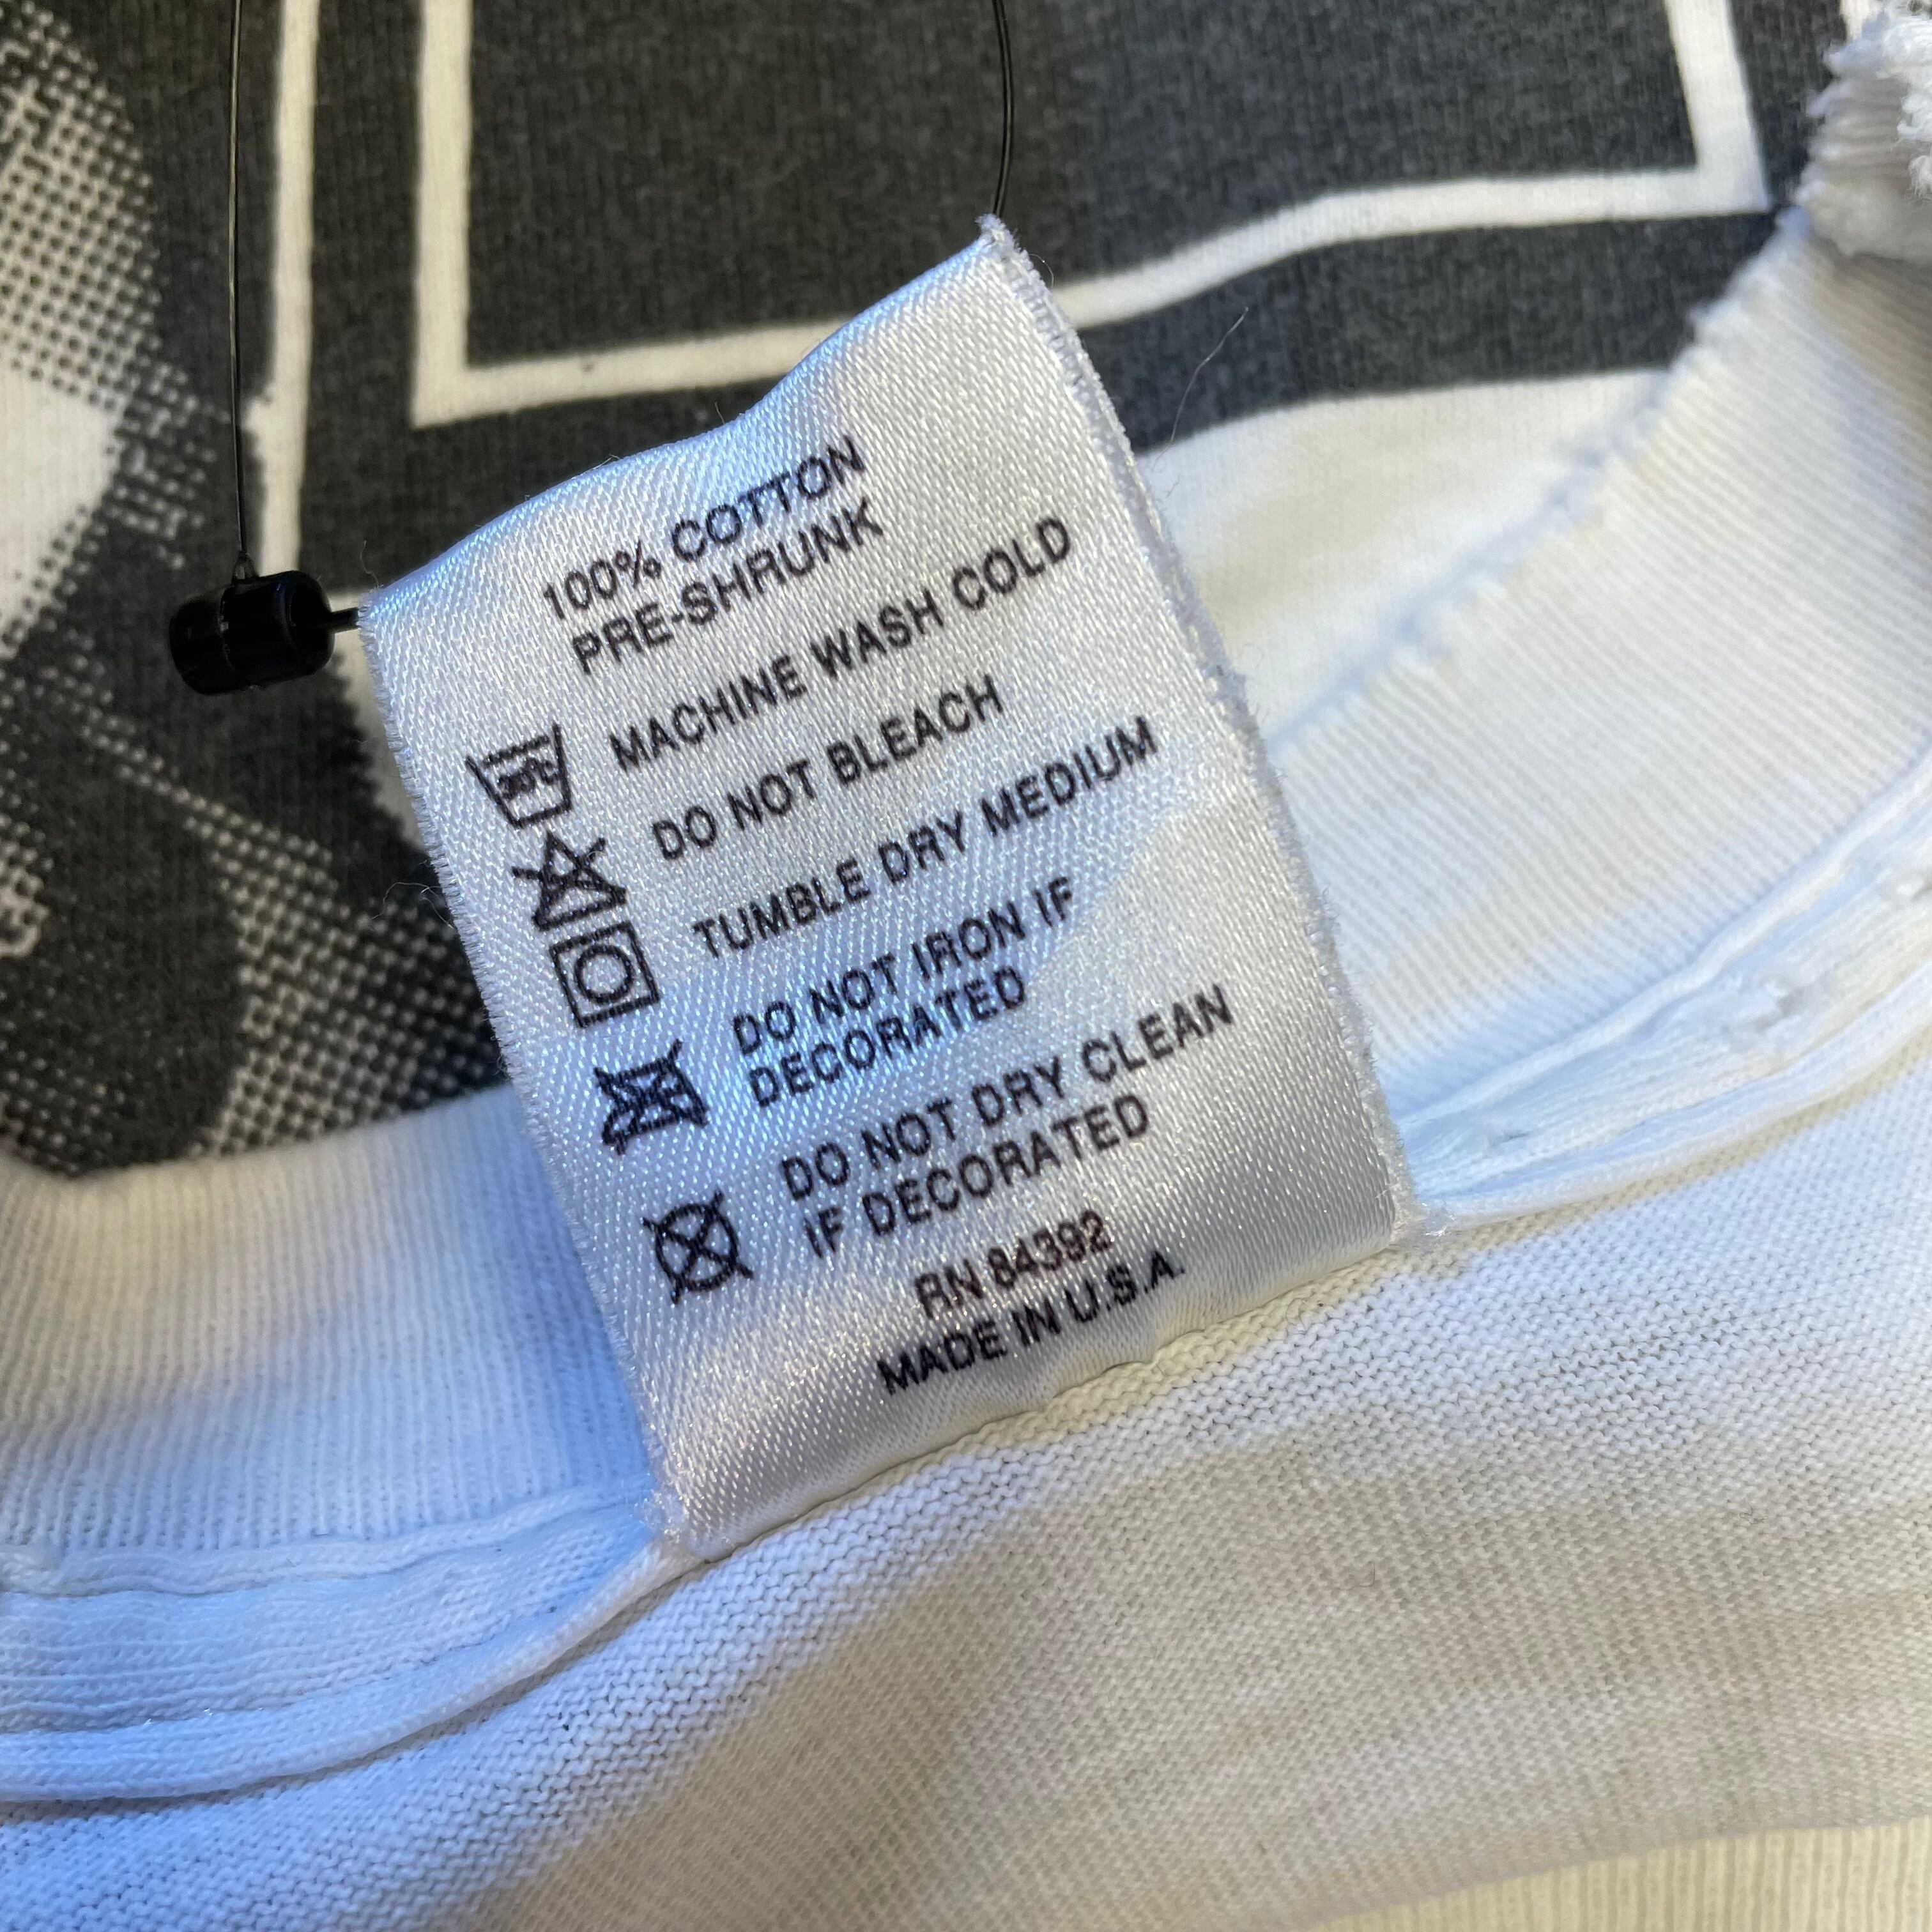 100% COTTON
PRE-SHRUNK
MACHINE WASH COLD
DO NOT BLEACH
TUMBLE DRY MEDIUM
DO NOT IRON IF
DECORATED
DO NOT DRY CLEAN
IF DECORATED
RN 84392
MADE IN U.S.A.